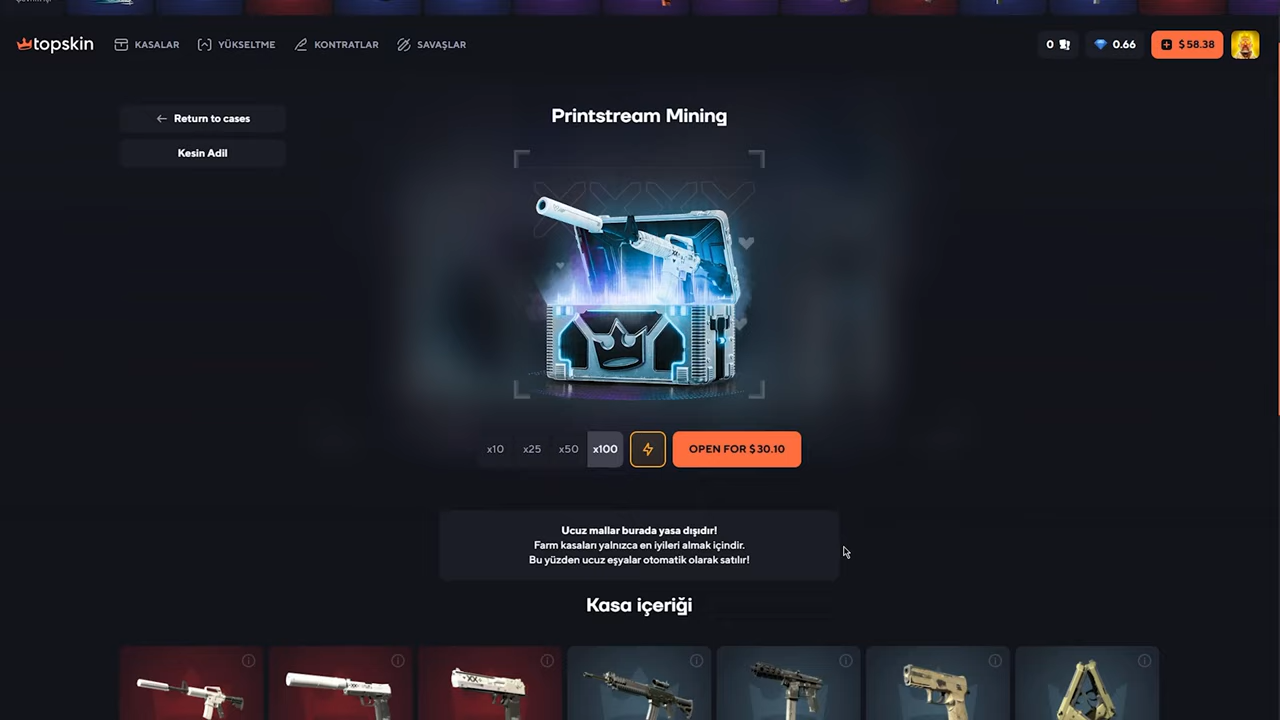 topskin
KASALAR
YÜKSELTME
KONTRATLAR
SAVAŞLAR
0
0.66
$58.38
← Return to cases
Kesin Adil
Printstream Mining
x10
x25
x50
x100
OPEN FOR $30.10
Ucuz mallar burada yasa dışıdır!
Farm kasaları yalnızca en iyileri almak içindir.
Bu yüzden ucuz eşyalar otomatik olarak satılır!
Kasa içeriği